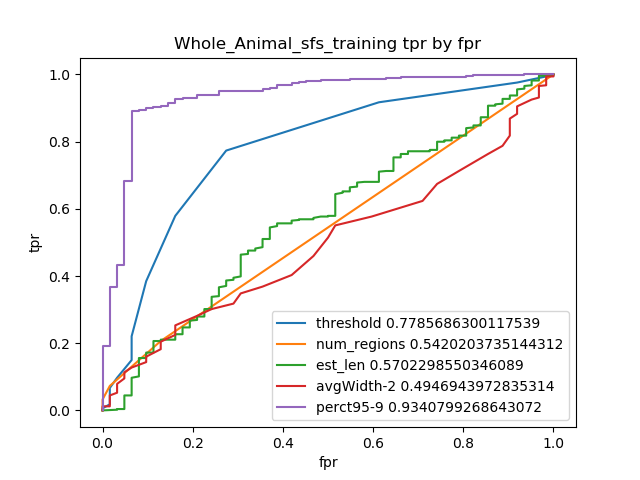 Whole_Animal_sfs_training tpr by fpr
1.0
0.8
0.6
0.4
0.2
0.0
tpr
threshold 0.7785686300117539
num_regions 0.5420203735144312
est_len 0.5702298550346089
avgWidth-2 0.4946943972835314
perct95-9 0.9340799268643072
0.0 0.2 0.4 0.6 0.8 1.0
fpr